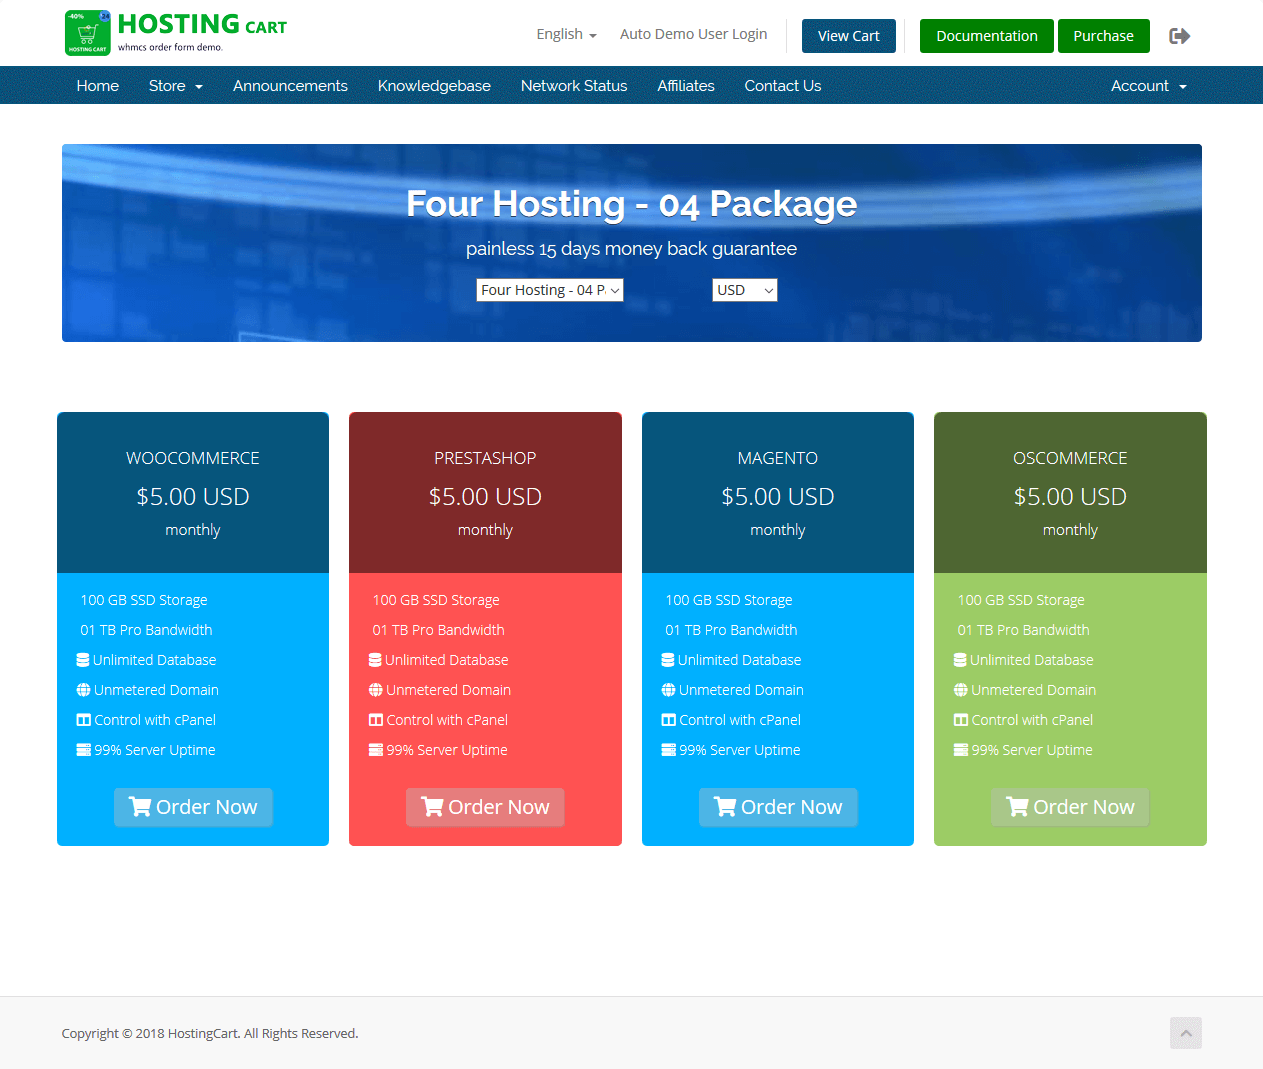 -40%
24
HOSTING CART
HOSTING CART
whmcs order form demo.
English
Auto Demo User Login
View Cart
Documentation
Purchase
Home
Store
Announcements
Knowledgebase
Network Status
Affiliates
Contact Us
Account
Four Hosting - 04 Package
painless 15 days money back guarantee
Four Hosting - 04 P
USD
WOOCOMMERCE
$5.00 USD
monthly
100 GB SSD Storage
01 TB Pro Bandwidth
Unlimited Database
Unmetered Domain
Control with cPanel
99% Server Uptime
Order Now
PRESTASHOP
$5.00 USD
monthly
100 GB SSD Storage
01 TB Pro Bandwidth
Unlimited Database
Unmetered Domain
Control with cPanel
99% Server Uptime
Order Now
MAGENTO
$5.00 USD
monthly
100 GB SSD Storage
01 TB Pro Bandwidth
Unlimited Database
Unmetered Domain
Control with cPanel
99% Server Uptime
Order Now
OSCOMMERCE
$5.00 USD
monthly
100 GB SSD Storage
01 TB Pro Bandwidth
Unlimited Database
Unmetered Domain
Control with cPanel
99% Server Uptime
Order Now
Copyright © 2018 HostingCart. All Rights Reserved.